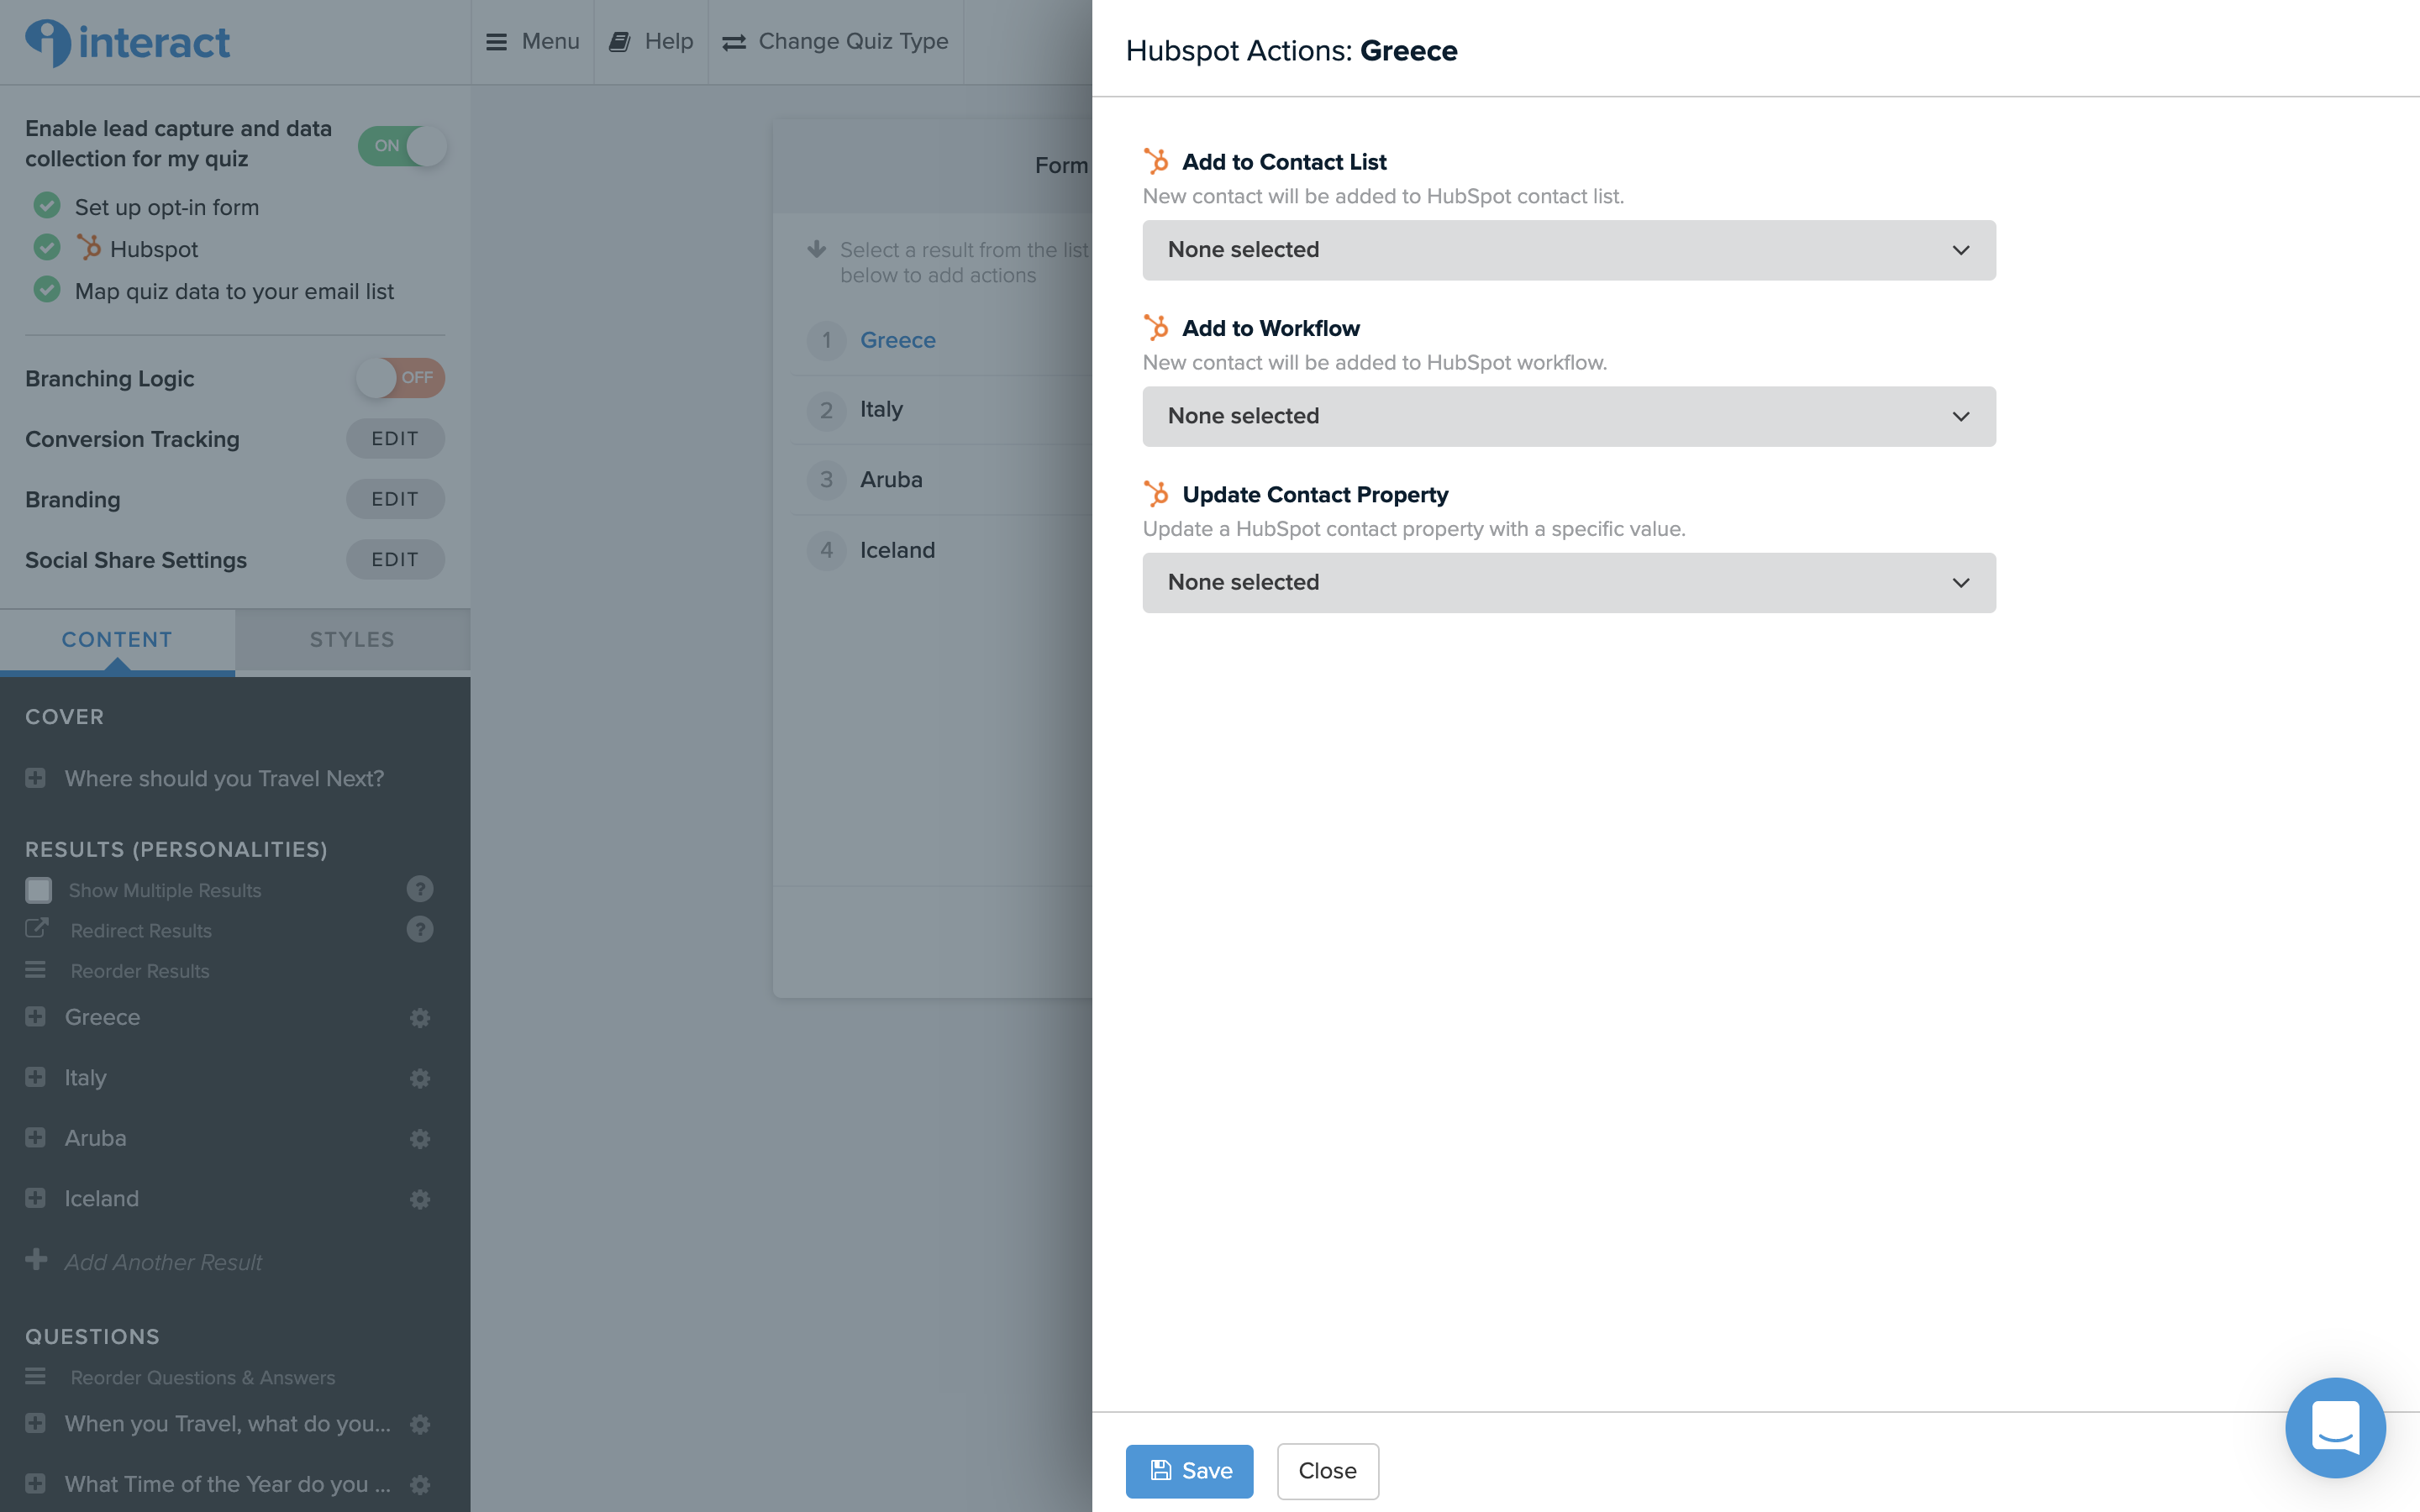 interact
Menu
Help
Change Quiz Type
Enable lead capture and data
collection for my quiz
ON
Set up opt-in form
Hubspot
Map quiz data to your email list
Branching Logic
OFF
Conversion Tracking
EDIT
Branding
EDIT
Social Share Settings
EDIT
CONTENT
STYLES
COVER
Where should you Travel Next?
RESULTS (PERSONALITIES)
Show Multiple Results
?
Redirect Results
?
Reorder Results
Greece
Italy
Aruba
Iceland
Add Another Result
QUESTIONS
Reorder Questions & Answers
When you Travel, what do you...
What Time of the Year do you ...
Form
Select a result from the list
below to add actions
1 Greece
2 Italy
3 Aruba
4 Iceland
Hubspot Actions: Greece
Add to Contact List
New contact will be added to HubSpot contact list.
None selected
Add to Workflow
New contact will be added to HubSpot workflow.
None selected
Update Contact Property
Update a HubSpot contact property with a specific value.
None selected
Save
Close